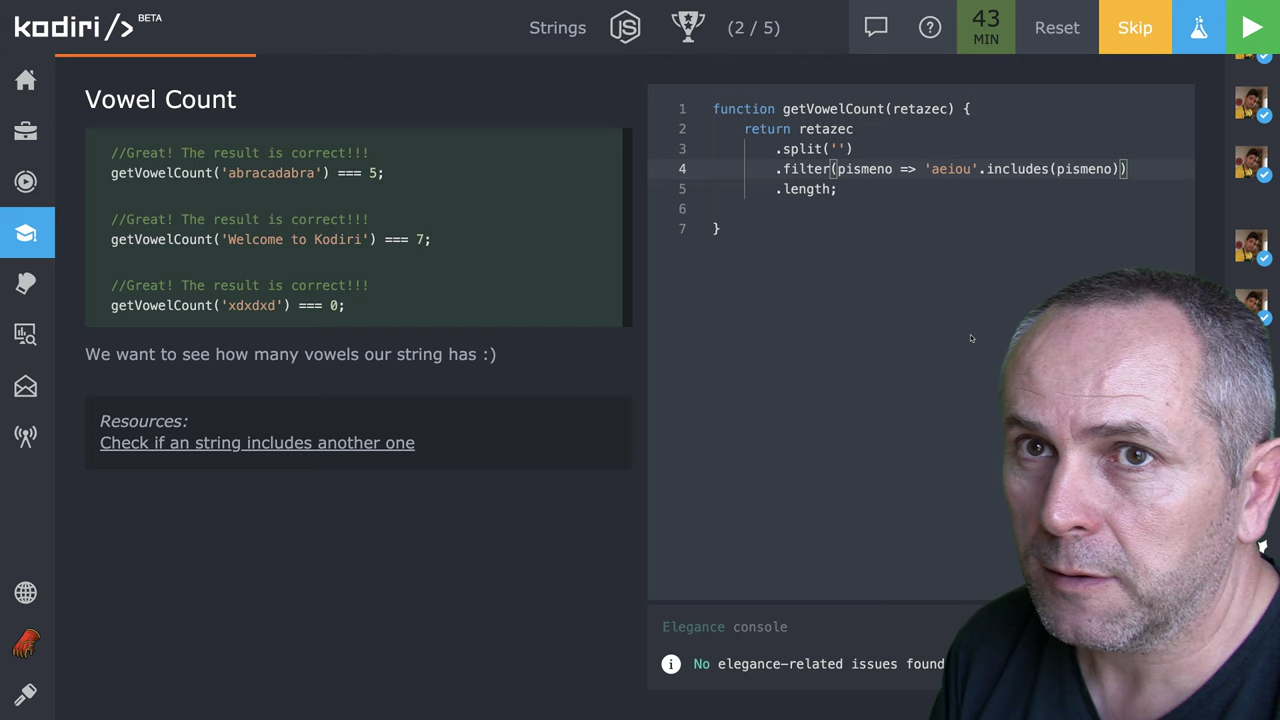 kodiri/> BETA
Strings
JS
(2 / 5)
43
MIN
Reset
Skip
Vowel Count
//Great! The result is correct!!!
getVowelCount('abracadabra') === 5;
//Great! The result is correct!!!
getVowelCount('Welcome to Kodiri') === 7;
//Great! The result is correct!!!
getVowelCount('xdxdxd') === 0;
We want to see how many vowels our string has :)
Resources:
Check if an string includes another one
1 function getVowelCount(retazec) {
2 return retazec
3 .split('')
4 .filter(pismeno => 'aeiou'.includes(pismeno))
5 .length;
6
7 }
Elegance console
No elegance-related issues found